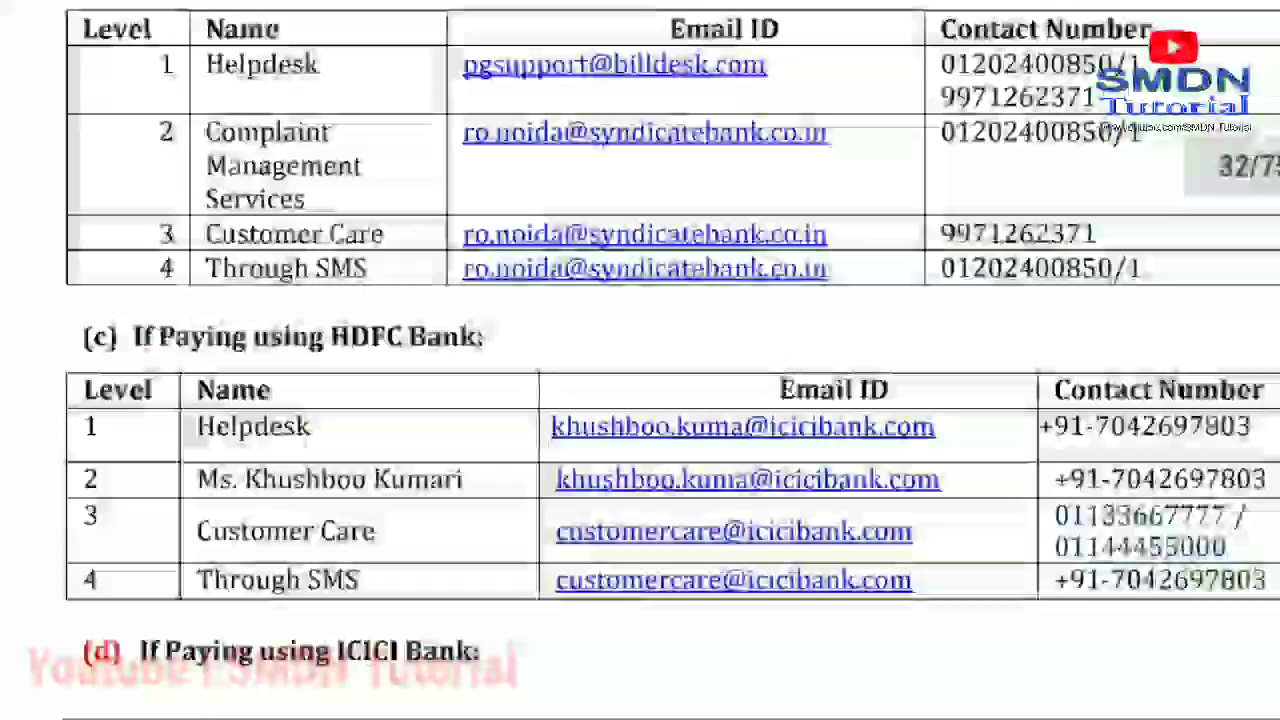 Level Name Email ID Contact Number
1 Helpdesk pgsupport@billdesk.com 01202400850/1
9971262371
2 Complaint ro.noida@syndicatebank.co.in 01202400850/1
Management
Services
3 Customer Care ro.noida@syndicatebank.co.in 9971262371
4 Through SMS ro.noida@syndicatebank.co.in 01202400850/1
SMDN
Tutorial
32/75
(c) If Paying using HDFC Bank:
Level Name Email ID Contact Number
1 Helpdesk khushboo.kuma@icicibank.com +91-7042697803
2 Ms. Khushboo Kumari khushboo.kuma@icicibank.com +91-7042697803
3 Customer Care customercare@icicibank.com 01133667777 /
01144455000
4 Through SMS customercare@icicibank.com +91-7042697803
(d) If Paying using ICICI Bank:
Youtube | SMDN Tutorial